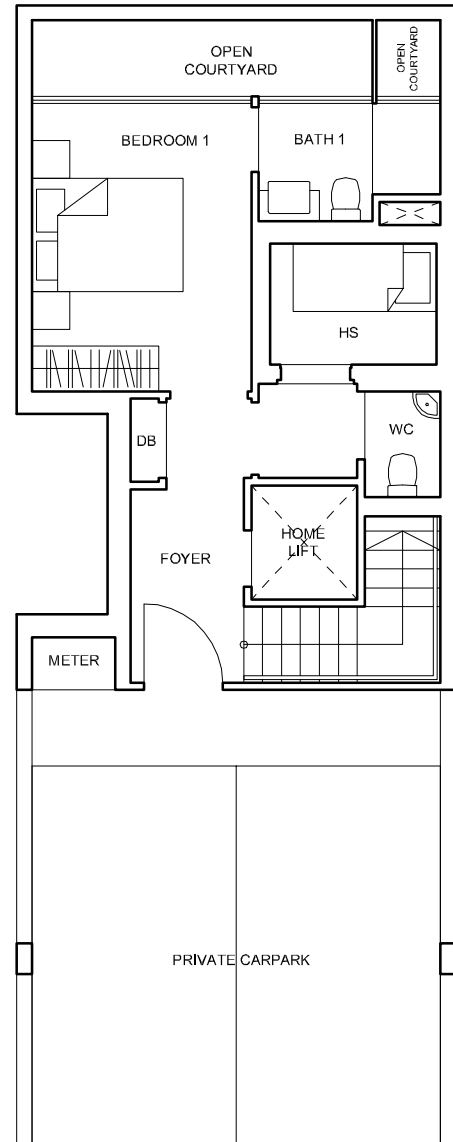 OPEN
COURTYARD
OPEN
COURTYARD
BEDROOM 1
BATH 1
HS
WC
DB
HOME
LIFT
FOYER
METER
PRIVATE CARPARK